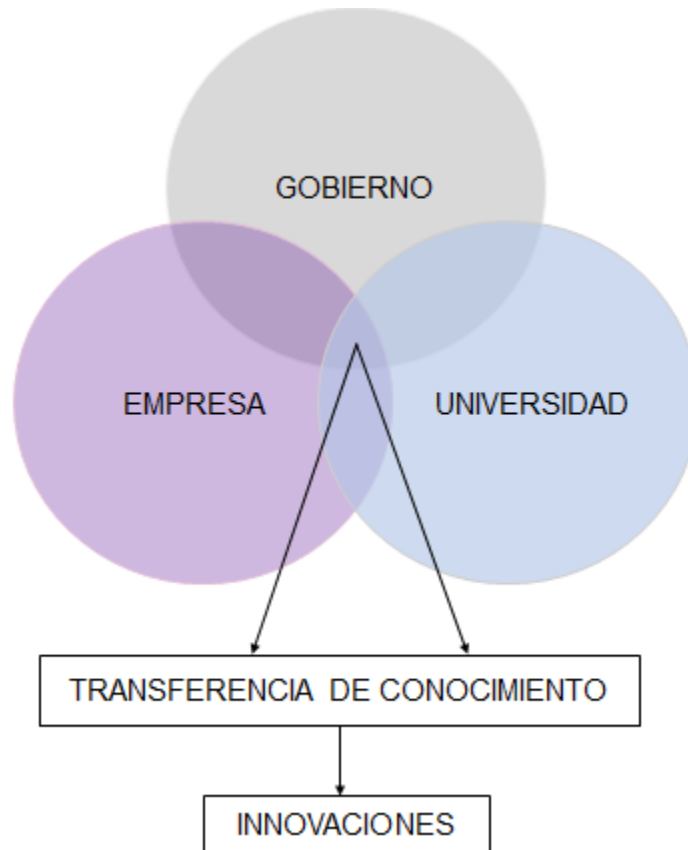 GOBIERNO
EMPRESA
UNIVERSIDAD
TRANSFERENCIA DE CONOCIMIENTO
INNOVACIONES